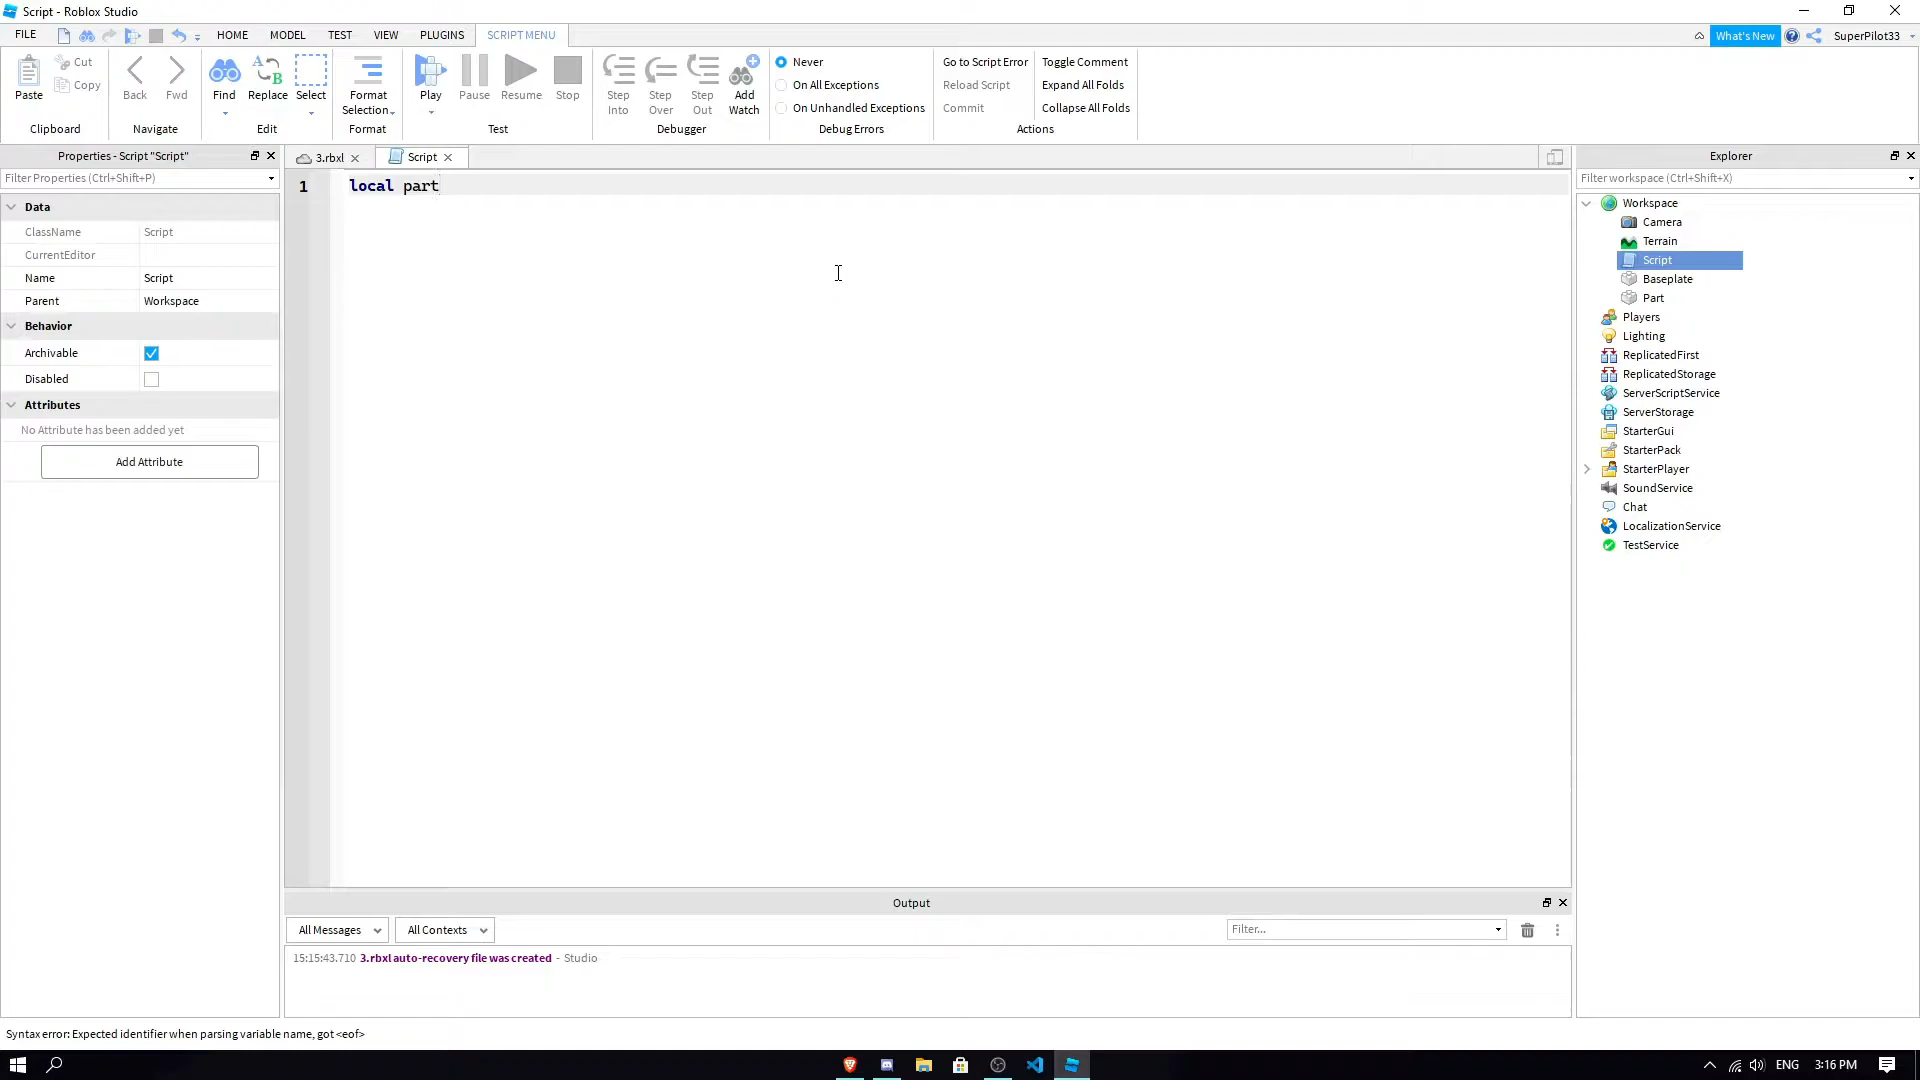 Script - Roblox Studio
FILE HOME MODEL TEST VIEW PLUGINS SCRIPT MENU What's New SuperPilot33
Paste Cut Copy
Clipboard
Back Fwd
Navigate
Find Replace Select
Edit
Format Selection
Format
Play Pause Resume Stop
Test
Step Into Step Over Step Out Add Watch
Debugger
Never
On All Exceptions
On Unhandled Exceptions
Debug Errors
Go to Script Error
Reload Script
Commit
Toggle Comment
Expand All Folds
Collapse All Folds
Actions
Properties - Script "Script"
Filter Properties (Ctrl+Shift+P)
Data
ClassName Script
CurrentEditor
Name Script
Parent Workspace
Behavior
Archivable
Disabled
Attributes
No Attribute has been added yet
Add Attribute
3.rbxl Script
1 local part
Output
All Messages All Contexts Filter...
15:15:43.710 3.rbxl auto-recovery file was created - Studio
Explorer
Filter workspace (Ctrl+Shift+X)
Workspace
Camera
Terrain
Script
Baseplate
Part
Players
Lighting
ReplicatedFirst
ReplicatedStorage
ServerScriptService
ServerStorage
StarterGui
StarterPack
StarterPlayer
SoundService
Chat
LocalizationService
TestService
Syntax error: Expected identifier when parsing variable name, got <eof>
ENG 3:16 PM